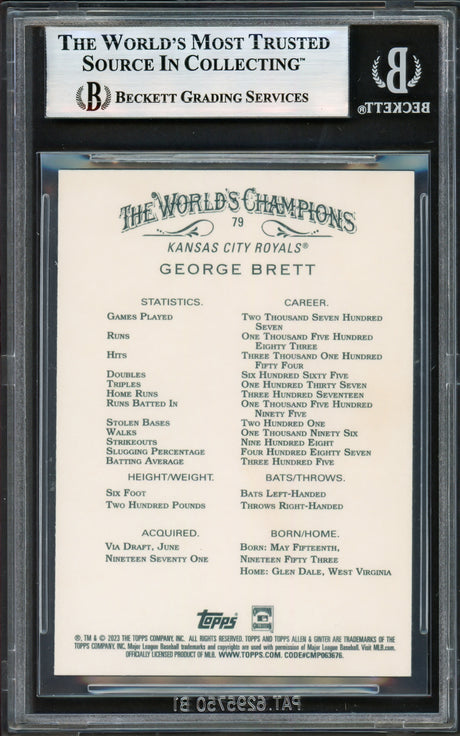 THE WORLD'S MOST TRUSTED
SOURCE IN COLLECTING™
BECKETT GRADING SERVICES
BECKETT®
THE WORLD'S CHAMPIONS
79
KANSAS CITY ROYALS®
GEORGE BRETT
STATISTICS. CAREER.
GAMES PLAYED TWO THOUSAND SEVEN HUNDRED
SEVEN
RUNS ONE THOUSAND FIVE HUNDRED
EIGHTY THREE
HITS THREE THOUSAND ONE HUNDRED
FIFTY FOUR
DOUBLES SIX HUNDRED SIXTY FIVE
TRIPLES ONE HUNDRED THIRTY SEVEN
HOME RUNS THREE HUNDRED SEVENTEEN
RUNS BATTED IN ONE THOUSAND FIVE HUNDRED
NINETY FIVE
STOLEN BASES TWO HUNDRED ONE
WALKS ONE THOUSAND NINETY SIX
STRIKEOUTS NINE HUNDRED EIGHT
SLUGGING PERCENTAGE FOUR HUNDRED EIGHTY SEVEN
BATTING AVERAGE THREE HUNDRED FIVE
HEIGHT/WEIGHT. BATS/THROWS.
SIX FOOT BATS LEFT-HANDED
TWO HUNDRED POUNDS THROWS RIGHT-HANDED
ACQUIRED. BORN/HOME.
VIA DRAFT, JUNE BORN: MAY FIFTEENTH,
NINETEEN SEVENTY ONE NINETEEN FIFTY THREE
HOME: GLEN DALE, WEST VIRGINIA
Topps
®, TM & © 2023 THE TOPPS COMPANY, INC. ALL RIGHTS RESERVED. TOPPS AND TOPPS ALLEN & GINTER ARE TRADEMARKS OF
THE TOPPS COMPANY, INC. Major League Baseball trademarks and copyrights are used with permission of Major League Baseball. Visit MLB.com.
OFFICIALLY LICENSED PRODUCT OF MLB. WWW.TOPPS.COM. CODE#CMP063676.
PAT. 6295750 B1